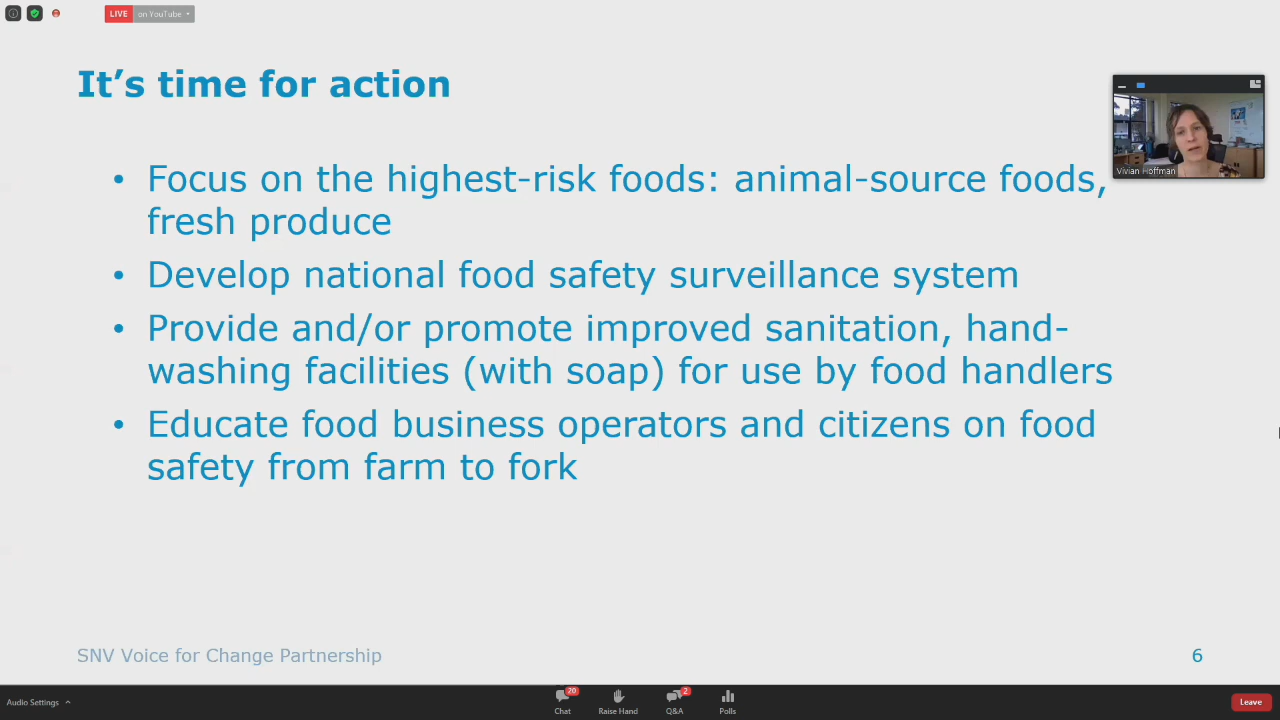 LIVE on YouTube
It's time for action
• Focus on the highest-risk foods: animal-source foods,
fresh produce
• Develop national food safety surveillance system
• Provide and/or promote improved sanitation, hand-
washing facilities (with soap) for use by food handlers
• Educate food business operators and citizens on food
safety from farm to fork
Vivian Hoffman
SNV Voice for Change Partnership
6
Audio Settings
20
Chat
Raise Hand
2
Q&A
Polls
Leave